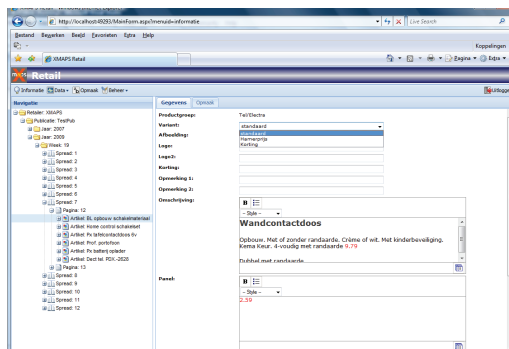 http://localhost:49293/MainForm.aspx?menuid=informatie
Live Search
Bestand Bewerken Beeld Favorieten Extra Help
Koppelingen
XMAPS Retail
Pagina Extra
maps Retail
Informatie Data Opmaak Beheer Uitlogge
Navigatie
Gegevens Opmaak
Retailer: XMAPS
Publicatie: TestPub
Jaar: 2007
Jaar: 2009
Week: 19
Spread: 1
Spread: 2
Spread: 3
Spread: 4
Spread: 5
Spread: 6
Spread: 7
Pagina: 12
Artikel: BL opbouw schakelmateriaal
Artikel: Home control schakelset
Artikel: Px tafelcontactdoos 6v
Artikel: Prof. portofoon
Artikel: Px batterij oplader
Artikel: Dect tel. PDX.-2628
Pagina: 13
Spread: 8
Spread: 9
Spread: 10
Spread: 11
Spread: 12
Productgroep: Tel/Electra
Variant: standaard
standaard
Hamerprijs
Korting
Afbeelding:
Logo:
Logo2:
Korting:
Opmerking 1:
Opmerking 2:
Omschrijving:
B
- Style -
Wandcontactdoos
Opbouw. Met of zonder randaarde. Crème of wit. Met kinderbeveiliging.
Kema Keur. 4-voudig met randaarde 9.79
Dubbel met randaarde
Panel:
B
- Style -
2.59